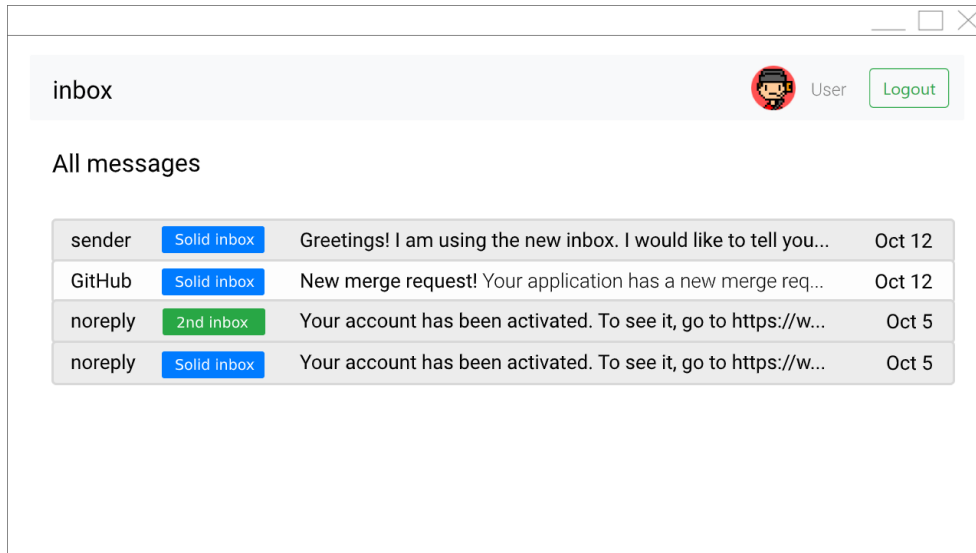 inbox User Logout
All messages
sender Solid inbox Greetings! I am using the new inbox. I would like to tell you... Oct 12
GitHub Solid inbox New merge request! Your application has a new merge req... Oct 12
noreply 2nd inbox Your account has been activated. To see it, go to https://w... Oct 5
noreply Solid inbox Your account has been activated. To see it, go to https://w... Oct 5